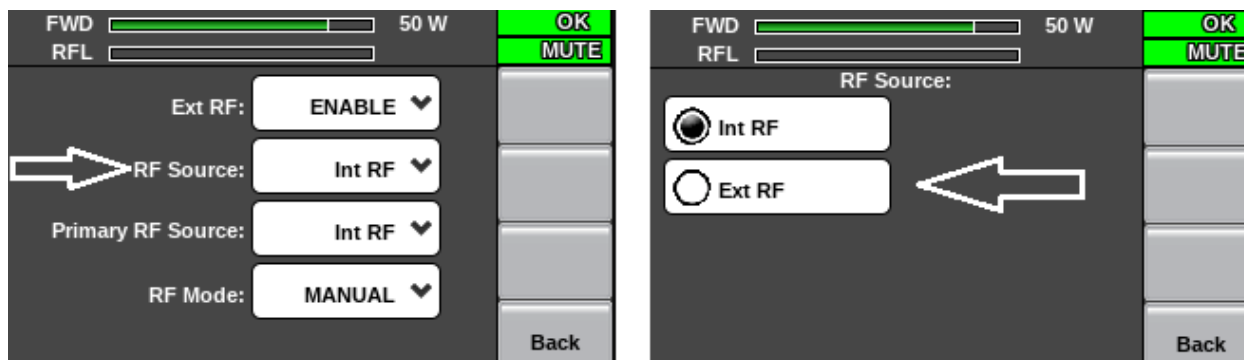 FWD 50 W OK
RFL MUTE
Ext RF: ENABLE
RF Source: Int RF
Primary RF Source: Int RF
RF Mode: MANUAL
Back
FWD 50 W OK
RFL MUTE
RF Source:
Int RF
Ext RF
Back